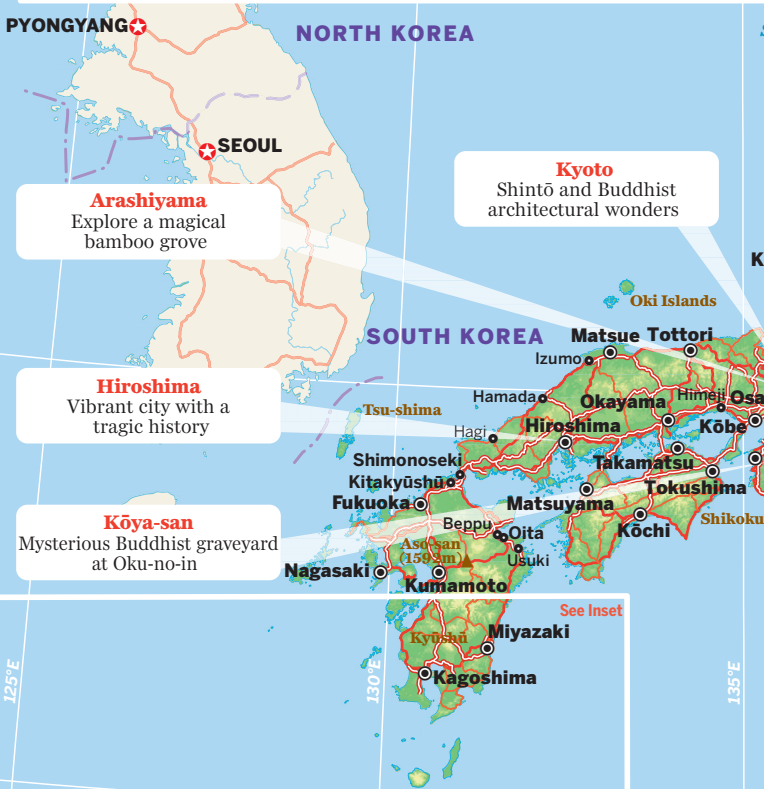 PYONGYANG
NORTH KOREA
S
SEOUL
Kyoto
Shintō and Buddhist
architectural wonders
Arashiyama
Explore a magical
bamboo grove
K
Oki Islands
SOUTH KOREA
Matsue
Tottori
Izumo
Hiroshima
Vibrant city with a
tragic history
Tsu-shima
Hamada
Okayama
Himeji
Osa
Hagi
Hiroshima
Kōbe
Shimonoseki
Takamatsu
Kitakyūshū
Tokushima
Fukuoka
Matsuyama
Shikoku
Kōya-san
Mysterious Buddhist graveyard
at Oku-no-in
Beppu
Oita
Kōchi
Aso-san
(1592m)
Usuki
Nagasaki
Kumamoto
See Inset
Kyūshū
Miyazaki
Kagoshima
125°E
130°E
135°E